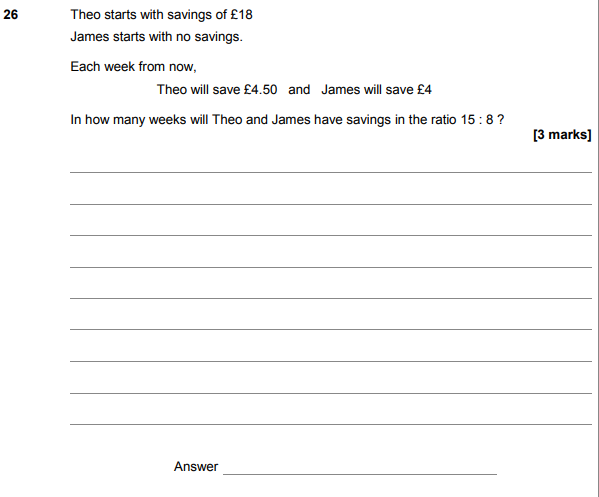 26 Theo starts with savings of £18
James starts with no savings.
Each week from now,
Theo will save £4.50 and James will save £4
In how many weeks will Theo and James have savings in the ratio 15 : 8 ?
[3 marks]
Answer